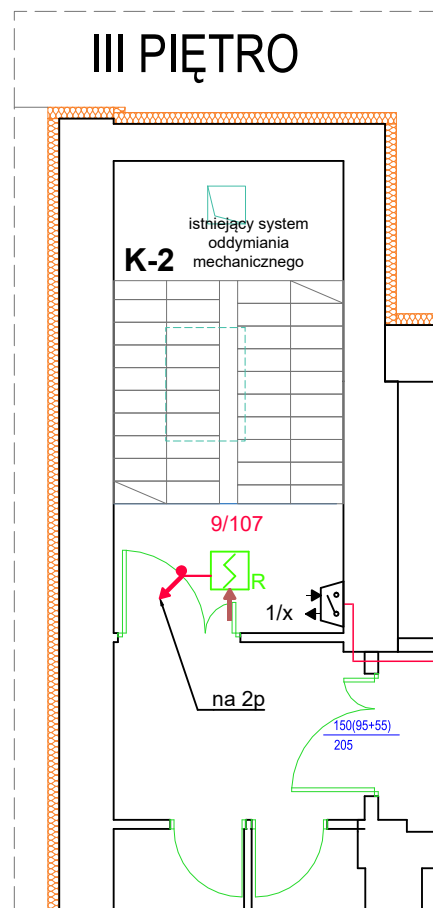 III PIĘTRO
istniejący system
oddymiania
K-2 mechanicznego
9/107
R
1/x
na 2p
150(95+55)
205